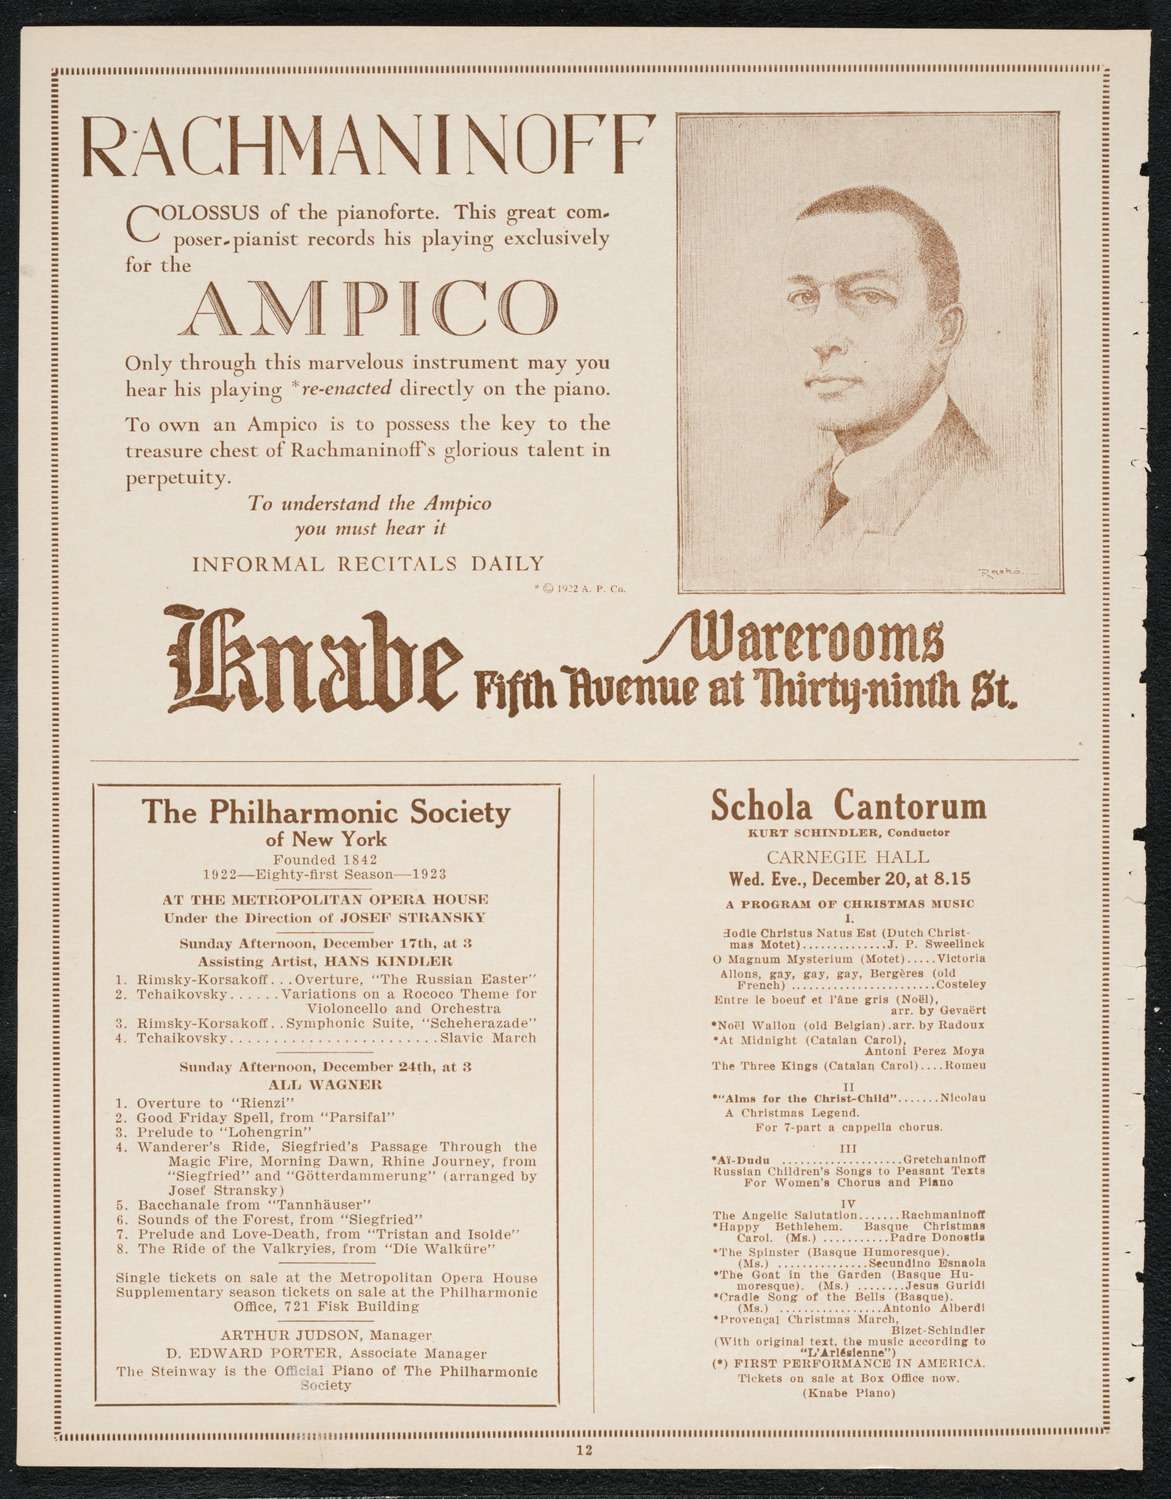 RACHMANINOFF
COLOSSUS of the pianoforte. This great com-
poser-pianist records his playing exclusively
for the
AMPICO
Only through this marvelous instrument may you
hear his playing *re-enacted directly on the piano.
To own an Ampico is to possess the key to the
treasure chest of Rachmaninoff's glorious talent in
perpetuity.
To understand the Ampico
you must hear it
INFORMAL RECITALS DAILY
* © 1922 A. P. Co.
Rasko.
Knabe Warerooms
Fifth Avenue at Thirty-ninth St.
The Philharmonic Society
of New York
Founded 1842
1922—Eighty-first Season—1923
AT THE METROPOLITAN OPERA HOUSE
Under the Direction of JOSEF STRANSKY
Sunday Afternoon, December 17th, at 3
Assisting Artist, HANS KINDLER
1. Rimsky-Korsakoff...Overture, "The Russian Easter"
2. Tchaikovsky......Variations on a Rococo Theme for
Violoncello and Orchestra
3. Rimsky-Korsakoff..Symphonic Suite, "Scheherazade"
4. Tchaikovsky........................Slavic March
Sunday Afternoon, December 24th, at 3
ALL WAGNER
1. Overture to "Rienzi"
2. Good Friday Spell, from "Parsifal"
3. Prelude to "Lohengrin"
4. Wanderer's Ride, Siegfried's Passage Through the
Magic Fire, Morning Dawn, Rhine Journey, from
"Siegfried" and "Götterdammerung" (arranged by
Josef Stransky)
5. Bacchanale from "Tannhäuser"
6. Sounds of the Forest, from "Siegfried"
7. Prelude and Love-Death, from "Tristan and Isolde"
8. The Ride of the Valkryies, from "Die Walküre"
Single tickets on sale at the Metropolitan Opera House
Supplementary season tickets on sale at the Philharmonic
Office, 721 Fisk Building
ARTHUR JUDSON, Manager
D. EDWARD PORTER, Associate Manager
The Steinway is the Official Piano of The Philharmonic
Society
Schola Cantorum
KURT SCHINDLER, Conductor
CARNEGIE HALL
Wed. Eve., December 20, at 8.15
A PROGRAM OF CHRISTMAS MUSIC
I.
Hodie Christus Natus Est (Dutch Christ-
mas Motet)..............J. P. Sweelinck
O Magnum Mysterium (Motet).....Victoria
Allons, gay, gay, gay, Bergères (old
French) ........................Costeley
Entre le boeuf et l'âne gris (Noël),
arr. by Gevaërt
*Noël Wallon (old Belgian).arr. by Radoux
*At Midnight (Catalan Carol),
Antoni Perez Moya
The Three Kings (Catalan Carol)....Romeu
II
*"Alms for the Christ-Child".......Nicolau
A Christmas Legend.
For 7-part a cappella chorus.
III
*Aï-Dudu ....................Gretchaninoff
Russian Children's Songs to Peasant Texts
For Women's Chorus and Piano
IV
The Angelic Salutation.......Rachmaninoff
*Happy Bethlehem. Basque Christmas
Carol. (Ms.) ...........Padre Donostia
*The Spinster (Basque Humoresque).
(Ms.) ...............Secundino Esnaola
*The Goat in the Garden (Basque Hu-
moresque). (Ms.) ........Jesus Guridi
*Cradle Song of the Bells (Basque).
(Ms.) .................Antonio Alberdi
*Provençal Christmas March,
Bizet-Schindler
(With original text, the music according to
"L'Arlésienne")
(*) FIRST PERFORMANCE IN AMERICA.
Tickets on sale at Box Office now.
(Knabe Piano)
12